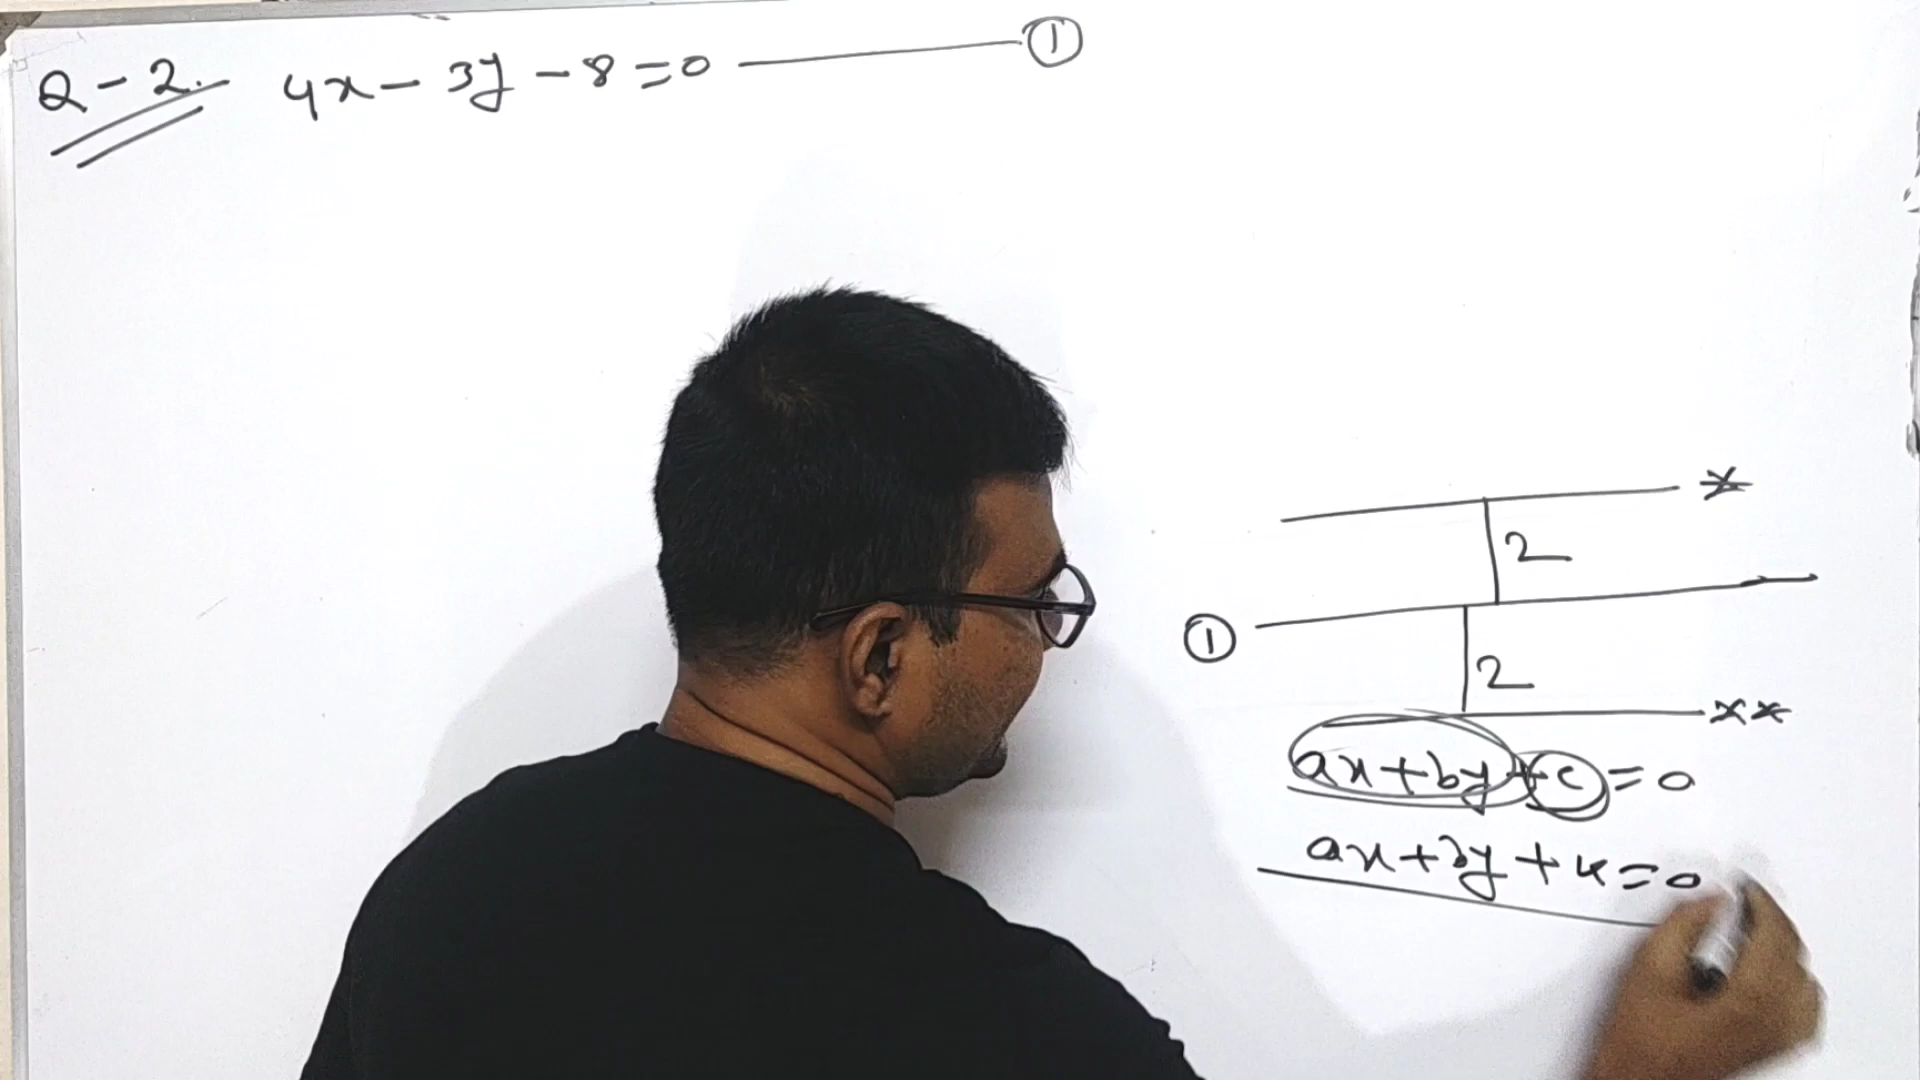 Q-2. 4x - 3y - 8 = 0 ——— ①
*
2
①
2
**
ax + by + c = 0
ax + by + k = 0